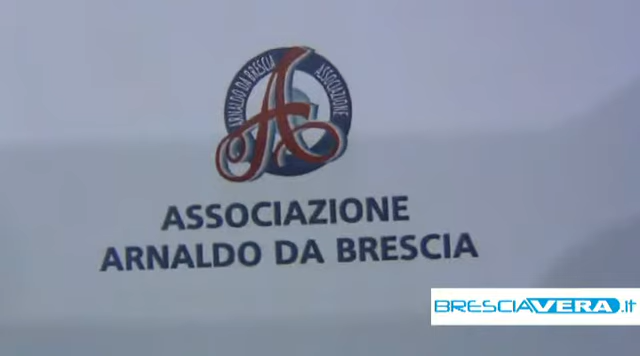 ARNALDO DA BRESCIA ASSOCIAZIONE
A
ASSOCIAZIONE
ARNALDO DA BRESCIA
BRESCIAVERA.it